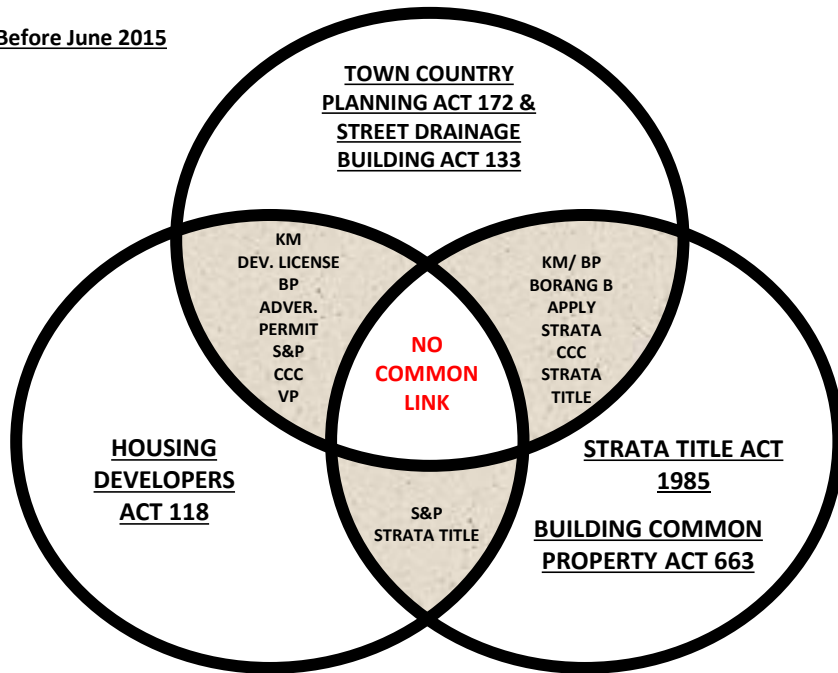 Before June 2015
TOWN COUNTRY
PLANNING ACT 172 &
STREET DRAINAGE
BUILDING ACT 133
KM
DEV. LICENSE
BP
ADVER.
PERMIT
S&P
CCC
VP
KM/ BP
BORANG B
APPLY
STRATA
CCC
STRATA
TITLE
NO
COMMON
LINK
HOUSING
DEVELOPERS
ACT 118
STRATA TITLE ACT
1985
BUILDING COMMON
PROPERTY ACT 663
S&P
STRATA TITLE